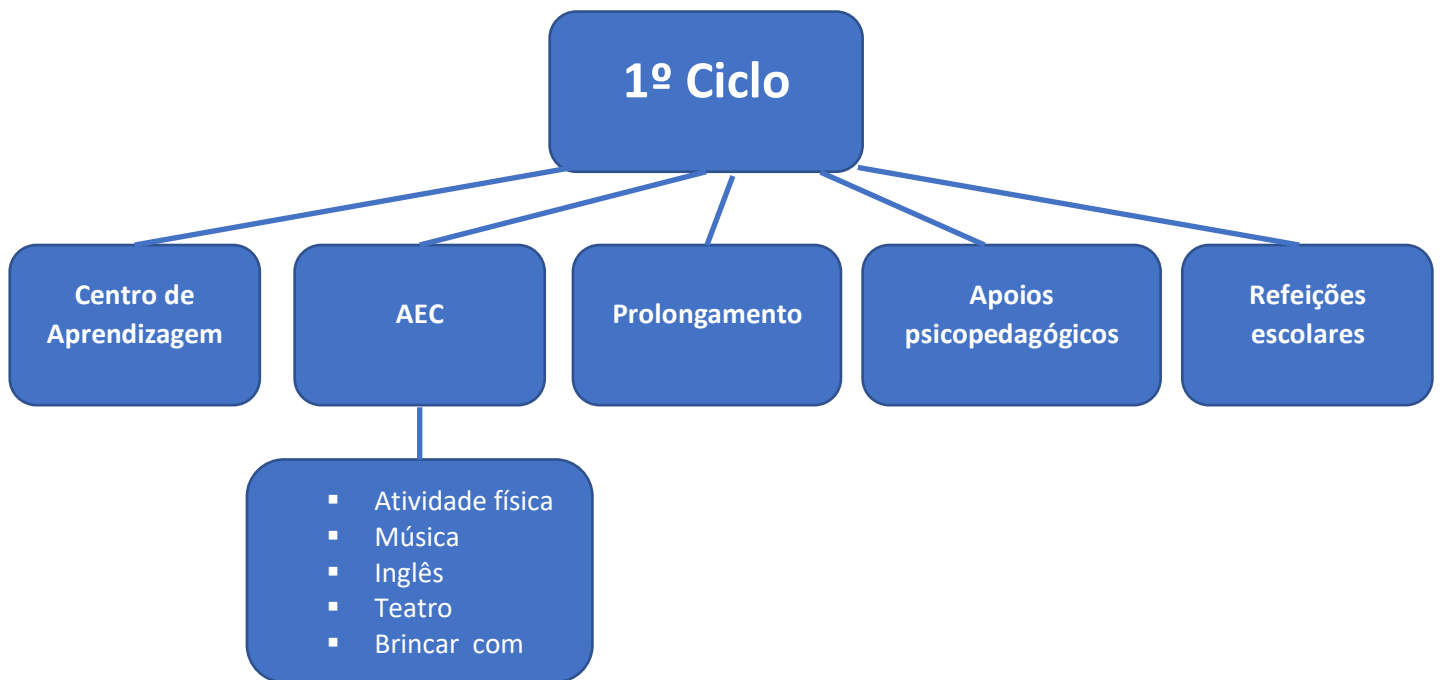 1º Ciclo
Centro de
Aprendizagem
AEC
Prolongamento
Apoios
psicopedagógicos
Refeições
escolares
▪ Atividade física
▪ Música
▪ Inglês
▪ Teatro
▪ Brincar com